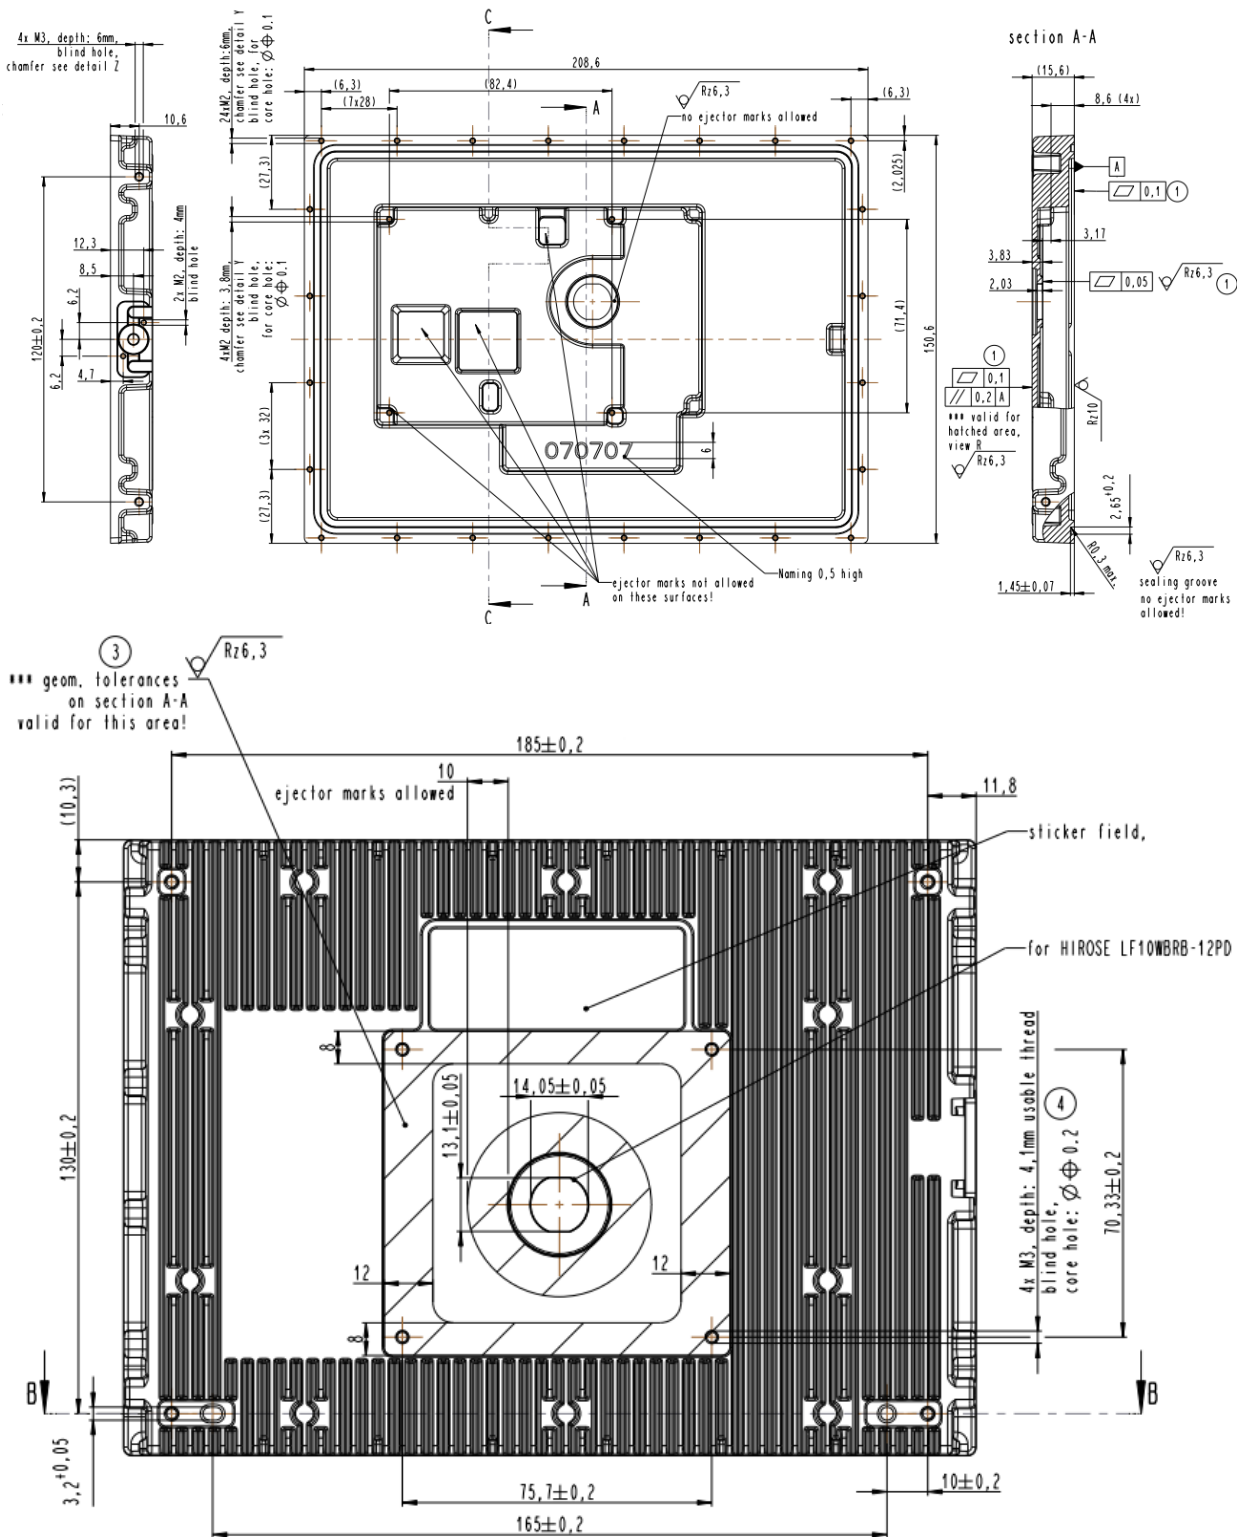 4x M3, depth: 6mm,
blind hole,
chamfer see detail Z
10,6
120±0.2
12,3
8,5
6,2
6,2
4,7
2x M2, depth: 4mm
blind hole
24xM2, depth:6mm,
chamfer see detail Y
blind hole, for
core hole: Ø⌖ 0.1
C
208,6
(6,3)
(82,4)
(7x28)
A
Rz6,3
no ejector marks allowed
(6,3)
(27,3)
(2,025)
4xM2 depth: 3,8mm,
chamfer see detail Y
blind hole,
for core hole:
Ø⌖ 0.1
(71,4)
150,6
(3x 32)
(27,3)
070707
6
Naming 0,5 high
ejector marks not allowed
on these surfaces!
A
C
section A-A
(15,6)
8,6 (4x)
A
▱ 0,1 1
3,17
3,83
2,03
▱ 0,05 Rz6,3 1
1
▱ 0,1
// 0,2 A
*** valid for
hatched area,
view R
Rz6,3
Rz10
2,65⁺⁰·²
R0,3 max.
1,45±0,07
Rz6,3
sealing groove
no ejector marks
allowed!
3
Rz6,3
*** geom, tolerances
on section A-A
valid for this area!
185±0,2
10
ejector marks allowed
11,8
(10,3)
sticker field,
for HIROSE LF10WBRB-12PD
8
14,05±0,05
13,1±0,05
130±0,2
12
12
8
4x M3, depth: 4,1mm usable thread
blind hole,
core hole: Ø⌖ 0.2
4
70,33±0,2
B
B
3,2⁺⁰·⁰⁵
75,7±0,2
10±0,2
165±0,2